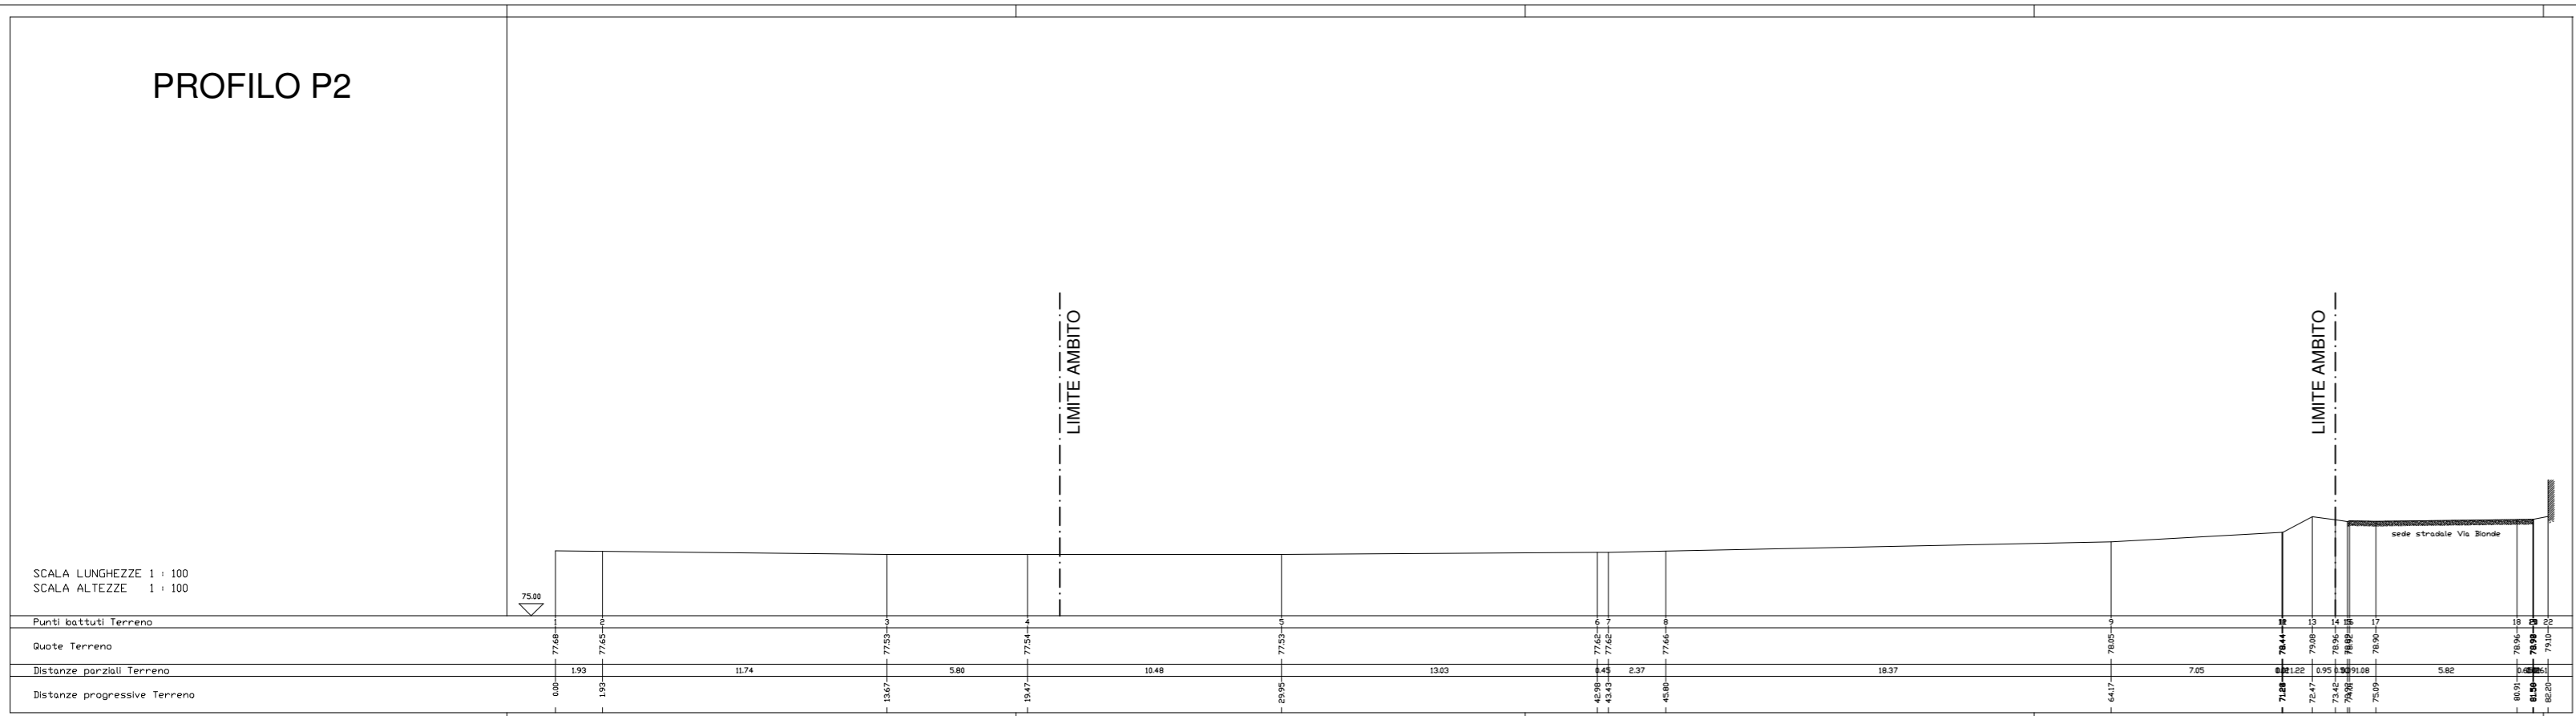 PROFILO P2
LIMITE AMBITO
LIMITE AMBITO
sede stradale Via Bionde
SCALA LUNGHEZZE 1 : 100
SCALA ALTEZZE 1 : 100
75.00
Punti battuti Terreno 1 2 3 4 5 6 7 8 9 13 14 17 18 22
Quote Terreno 77.68 77.65 77.53 77.54 77.53 77.62 77.62 77.66 78.05 78.44 79.08 78.96 78.92 78.90 78.96 78.98 79.10
Distanze parziali Terreno 1.93 11.74 5.80 10.48 13.03 0.45 2.37 18.37 7.05 1.22 0.95 1.08 5.82
Distanze progressive Terreno 0.00 1.93 13.67 19.47 29.95 42.98 43.43 45.80 64.17 72.47 73.42 75.09 80.91 82.20